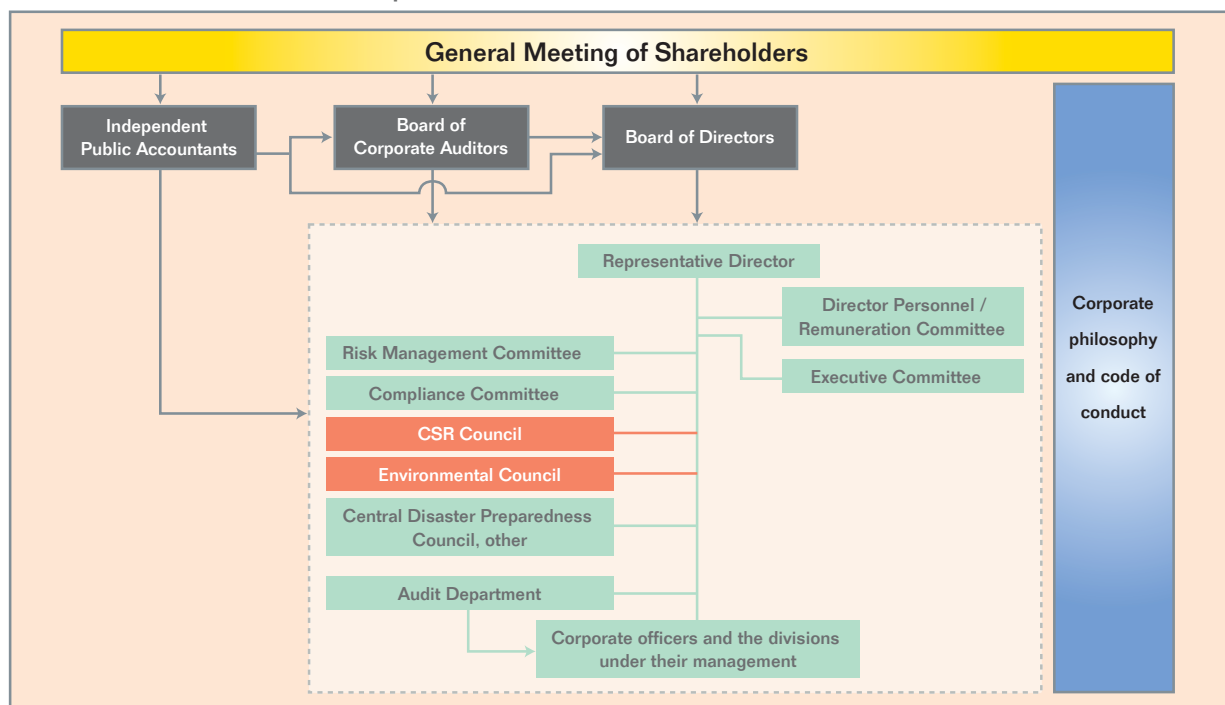 General Meeting of Shareholders
Independent
Public Accountants
Board of
Corporate Auditors
Board of Directors
Representative Director
Director Personnel /
Remuneration Committee
Executive Committee
Risk Management Committee
Compliance Committee
CSR Council
Environmental Council
Central Disaster Preparedness
Council, other
Audit Department
Corporate officers and the divisions
under their management
Corporate
philosophy
and code of
conduct